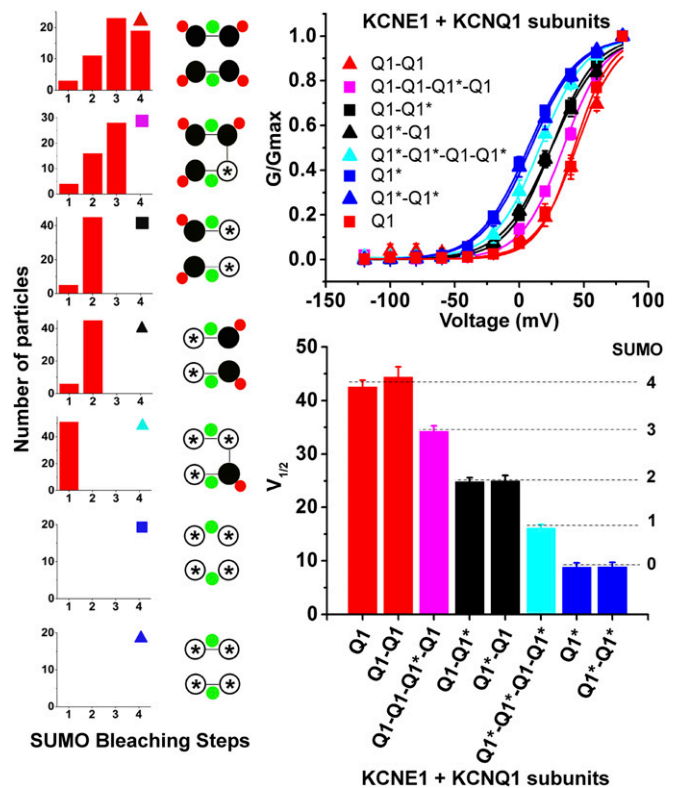 Number of particles
20
10
0
1 2 3 4
30
20
10
0
1 2 3 4
40
20
0
1 2 3 4
40
20
0
1 2 3 4
40
20
0
1 2 3 4
20
10
0
1 2 3 4
20
10
0
1 2 3 4
SUMO Bleaching Steps
* 
* *
* *
* * *
* * * *
* * * *
KCNE1 + KCNQ1 subunits
G/Gmax
1.0
0.8
0.6
0.4
0.2
0.0
Q1-Q1
Q1-Q1-Q1*-Q1
Q1-Q1*
Q1*-Q1
Q1*-Q1*-Q1-Q1*
Q1*
Q1*-Q1*
Q1
-150 -100 -50 0 50 100
Voltage (mV)
V1/2
50
40
30
20
10
0
SUMO
4
3
2
1
0
Q1
Q1-Q1
Q1-Q1-Q1*-Q1
Q1-Q1*
Q1*-Q1
Q1*-Q1*-Q1-Q1*
Q1*
Q1*-Q1*
KCNE1 + KCNQ1 subunits